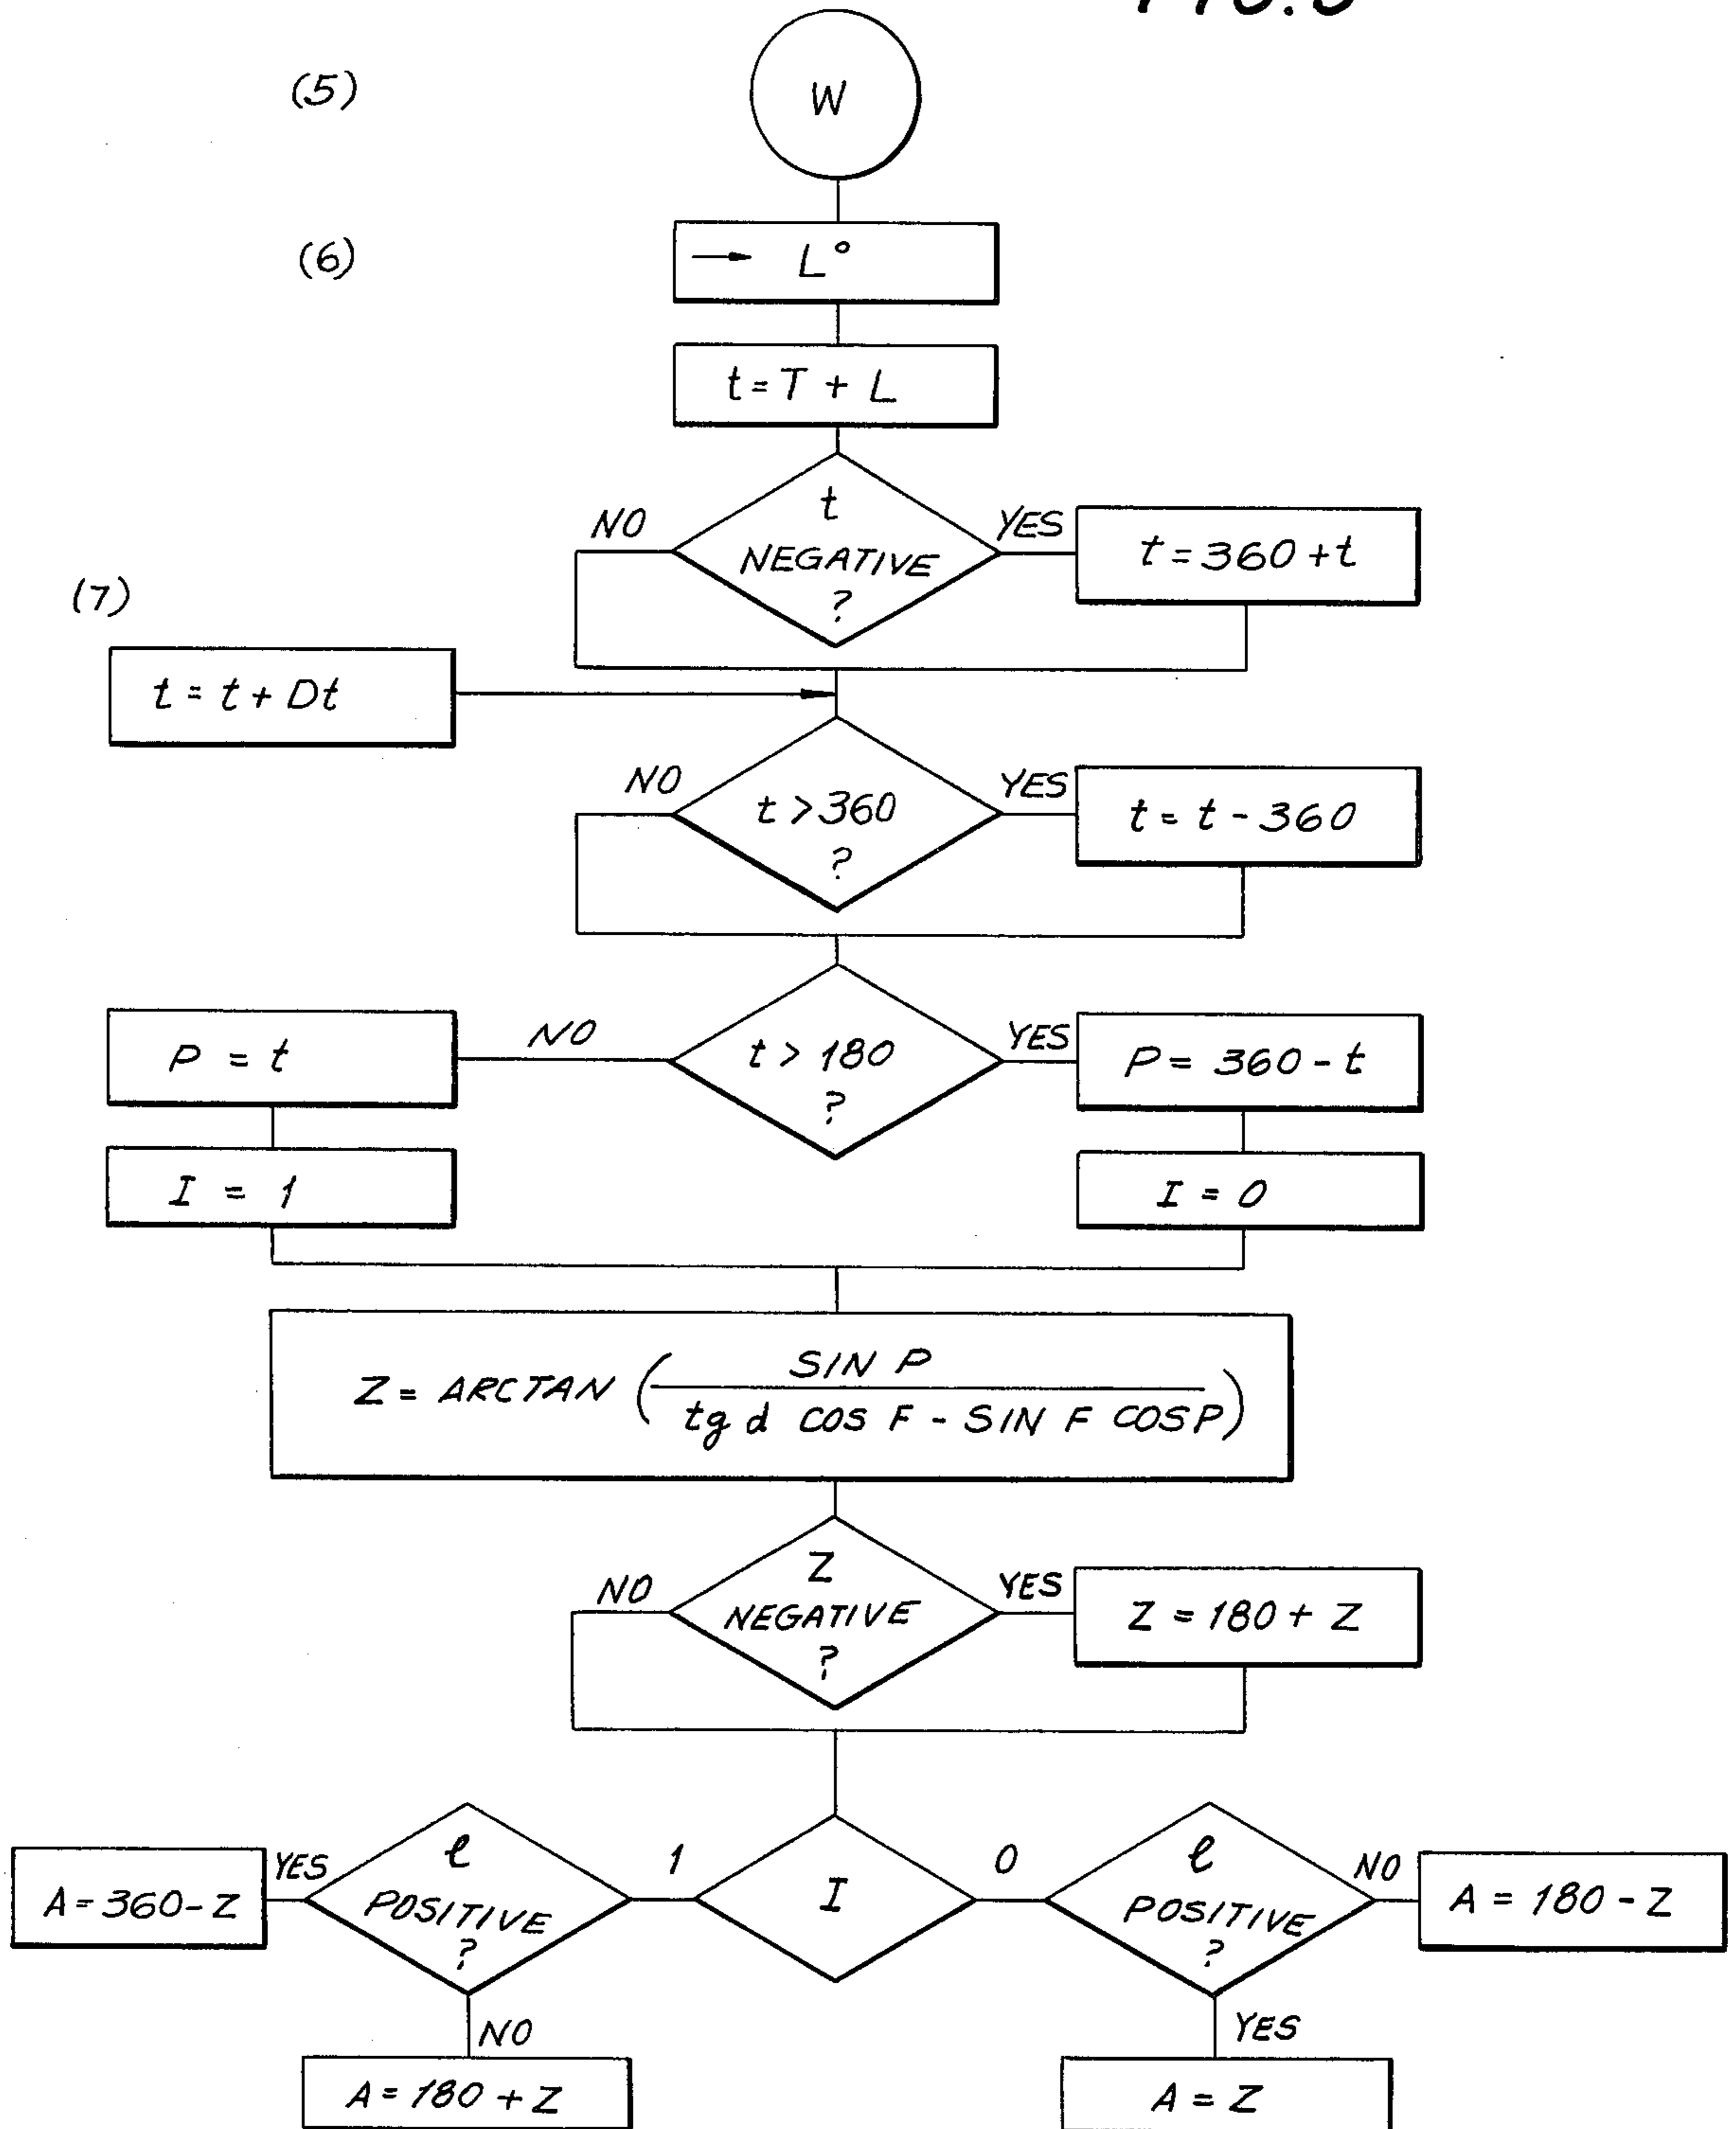 (5)
W
(6)
L°
t = T + L
t
NEGATIVE
?
NO
YES
t = 360 + t
(7)
t = t + Dt
t > 360
?
NO
YES
t = t - 360
t > 180
?
NO
YES
P = t
P = 360 - t
I = 1
I = 0
Z = ARCTAN ( SIN P / tg d COS F - SIN F COS P )
Z
NEGATIVE
?
NO
YES
Z = 180 + Z
A = 360 - Z
YES
ℓ
POSITIVE
?
1
I
0
ℓ
POSITIVE
?
NO
A = 180 - Z
NO
YES
A = 180 + Z
A = Z